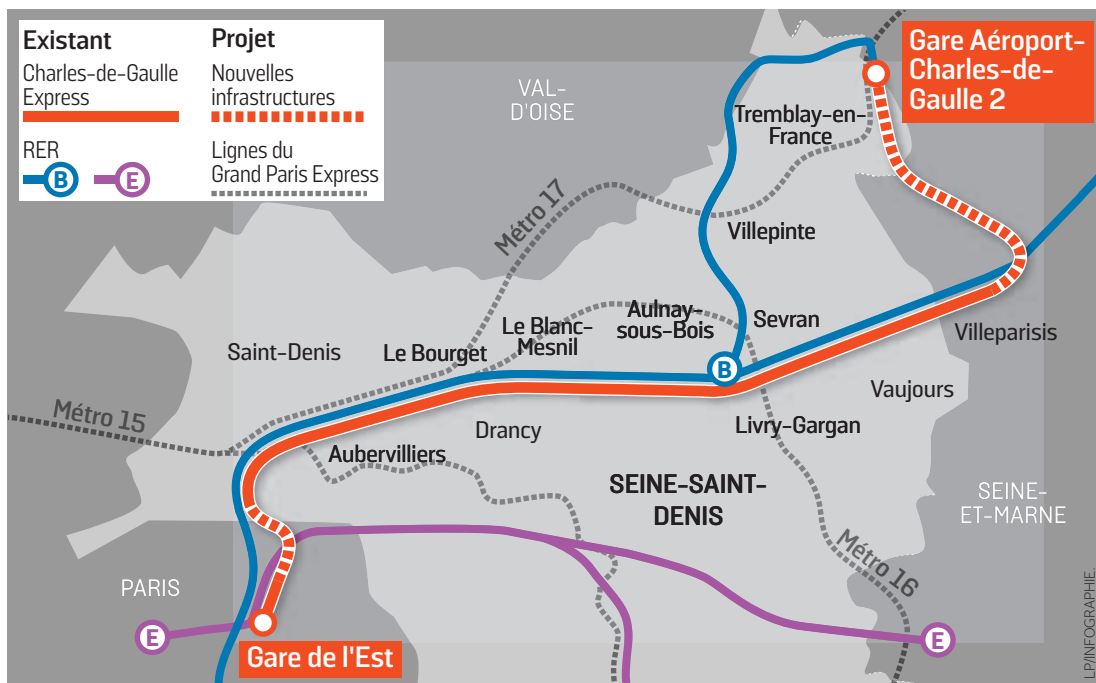 Existant
Charles-de-Gaulle
Express
RER
B
E
Projet
Nouvelles
infrastructures
Lignes du
Grand Paris Express
VAL-
D'OISE
Gare Aéroport-
Charles-de-
Gaulle 2
Tremblay-en-
France
Métro 17
Villepinte
Aulnay-
sous-Bois
Sevran
Le Blanc-
Mesnil
Le Bourget
Saint-Denis
Villeparisis
B
Vaujours
Métro 15
Drancy
Livry-Gargan
Aubervilliers
SEINE-SAINT-
DENIS
SEINE-
ET-MARNE
Métro 16
PARIS
E
Gare de l'Est
E
LP/INFOGRAPHIE.